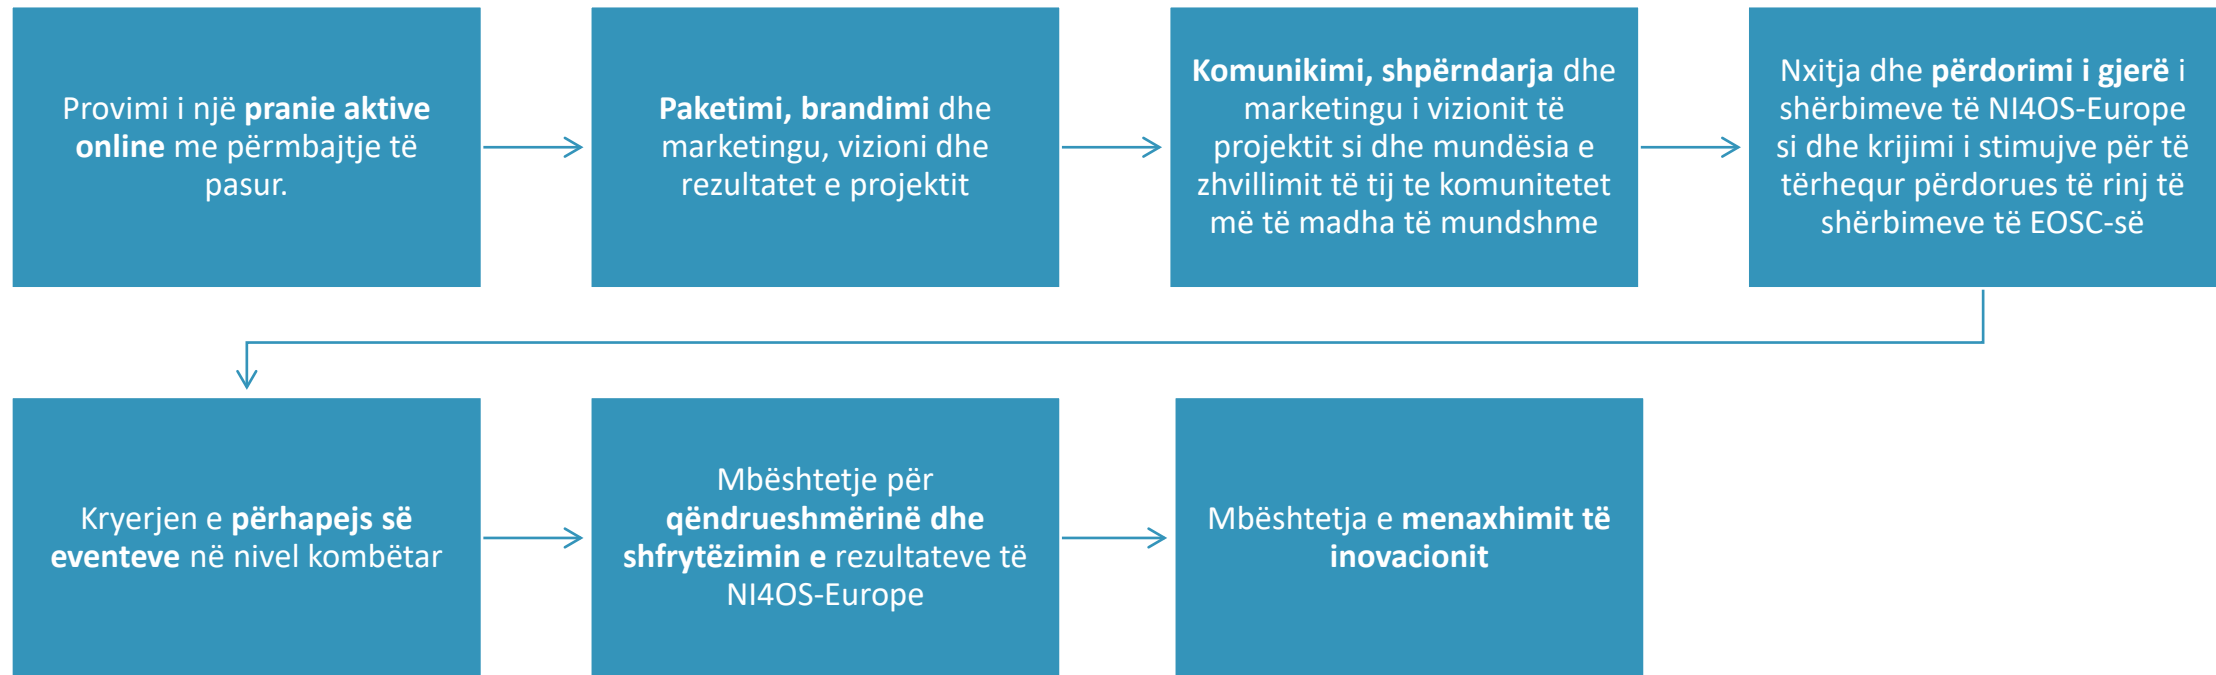 Provimi i një pranie aktive
online me përmbajtje të
pasur.
Paketimi, brandimi dhe
marketingu, vizioni dhe
rezultatet e projektit
Komunikimi, shpërndarja dhe
marketingu i vizionit të
projektit si dhe mundësia e
zhvillimit të tij te komunitetet
më të madha të mundshme
Nxitja dhe përdorimi i gjerë i
shërbimeve të NI4OS-Europe
si dhe krijimi i stimujve për të
tërhequr përdorues të rinj të
shërbimeve të EOSC-së
Kryerjen e përhapejs së
eventeve në nivel kombëtar
Mbështetje për
qëndrueshmërinë dhe
shfrytëzimin e rezultateve të
NI4OS-Europe
Mbështetja e menaxhimit të
inovacionit